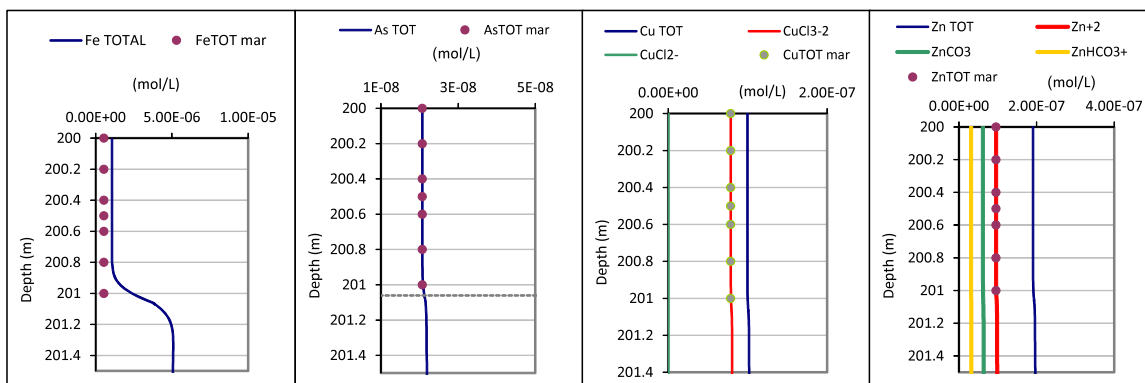 Fe TOTAL FeTOT mar
(mol/L)
0.00E+00 5.00E-06 1.00E-05
200
200.2
200.4
200.6
200.8
201
201.2
201.4
Depth (m)
As TOT AsTOT mar
(mol/L)
1E-08 3E-08 5E-08
200
200.2
200.4
200.6
200.8
201
201.2
201.4
Depth (m)
Cu TOT CuCl3-2
CuCl2- CuTOT mar
(mol/L)
0.00E+00 2.00E-07
200
200.2
200.4
200.6
200.8
201
201.2
201.4
Depth (m)
Zn TOT Zn+2
ZnCO3 ZnHCO3+
ZnTOT mar
(mol/L)
0.00E+00 2.00E-07 4.00E-07
200
200.2
200.4
200.6
200.8
201
201.2
201.4
Depth (m)